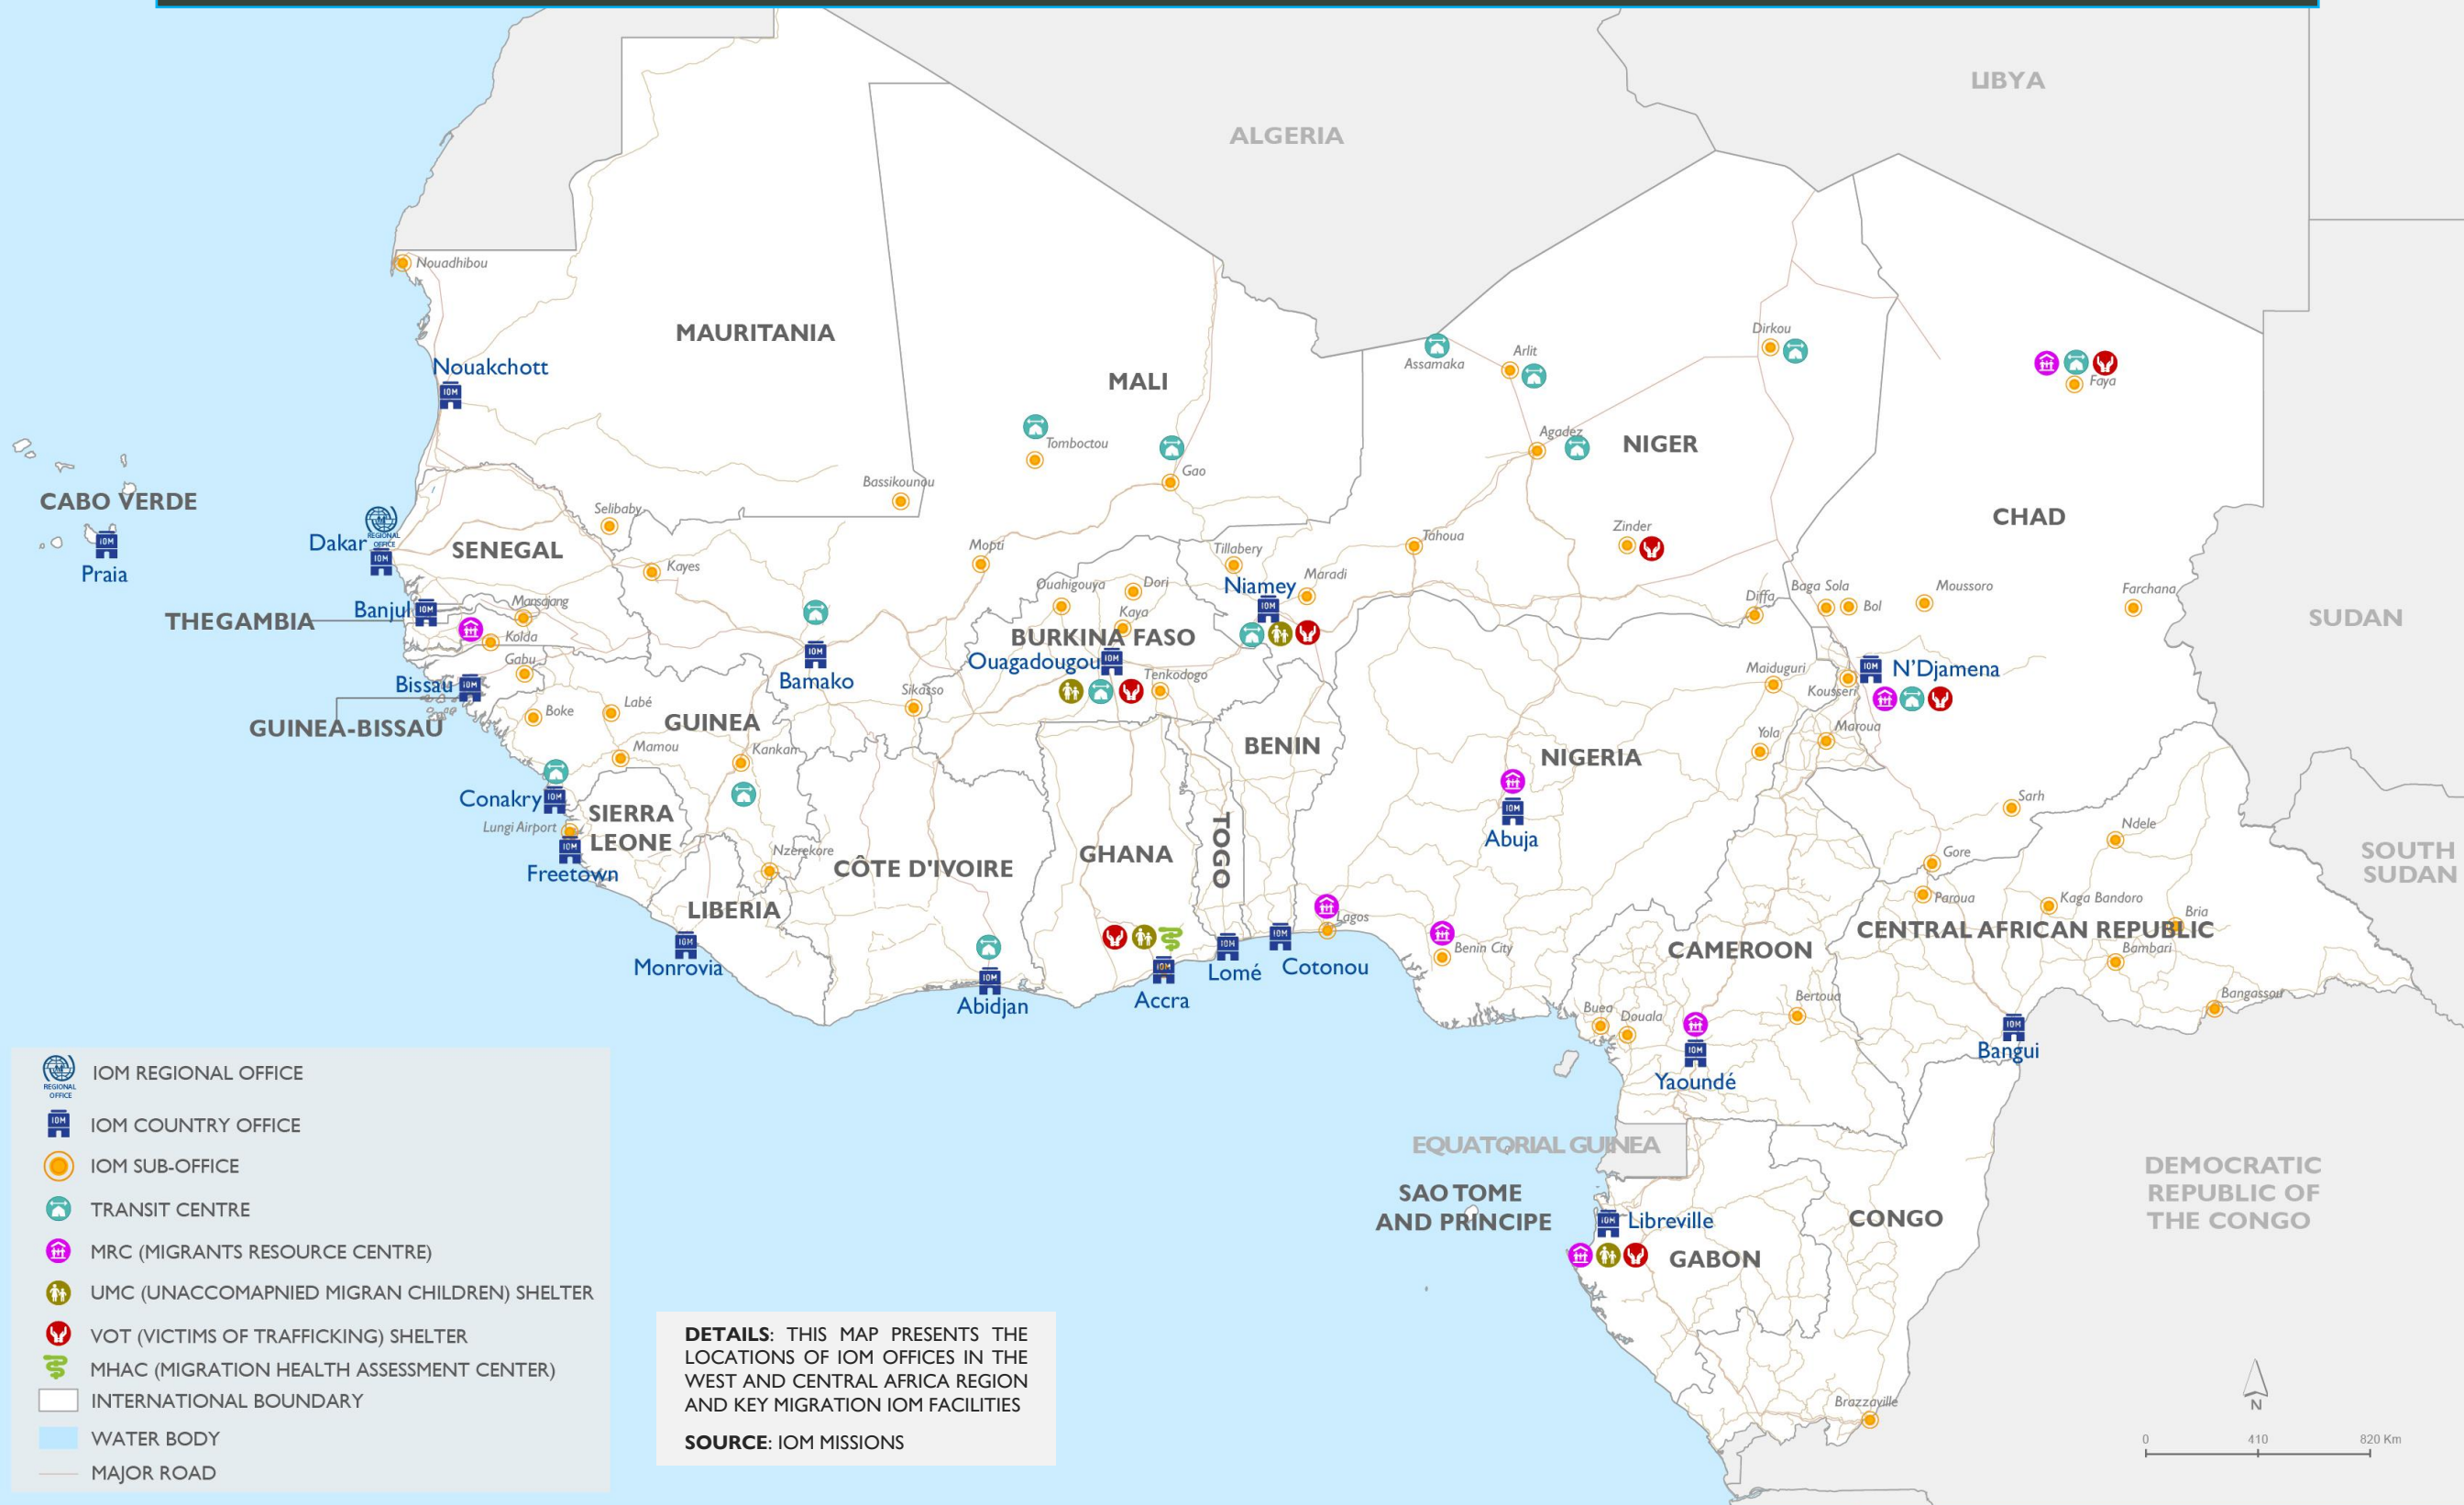 LIBYA
ALGERIA
Nouadhibou
MAURITANIA
Dirkou
Arlit
Assamaka
Nouakchott
MALI
Faya
Tomboctou
Agadez
NIGER
Gao
Bassikounou
CABO VERDE
Selibaby
CHAD
REGIONAL
OFFICE
Dakar
IOM
SENEGAL
Praia
Kayes
Mopti
Tillabery
Tahoua
Zinder
Niamey
Maradi
Ouahigouya
Dori
Kaya
Diffa
Baga Sola
Bol
Moussoro
Farchana
THEGAMBIA
Banjul
Mansajang
Kolda
SUDAN
BURKINA FASO
Ouagadougou
Tenkodogo
Gabu
Bissau
Bamako
Sikasso
Maiduguri
Kousseri
N'Djamena
GUINEA-BISSAU
Boke
Labé
GUINEA
Mamou
Kankan
BENIN
NIGERIA
Yola
Maroua
Conakry
SIERRA
LEONE
Lungi Airport
Freetown
Nzerekore
CÔTE D'IVOIRE
GHANA
TOGO
Abuja
Sarh
Ndele
Gore
SOUTH
SUDAN
LIBERIA
Monrovia
Lagos
Benin City
Paroua
Kaga Bandoro
Bria
CENTRAL AFRICAN REPUBLIC
Bambari
CAMEROON
Abidjan
Accra
Lomé
Cotonou
Buea
Douala
Bertoua
Bangassou
Yaoundé
Bangui
EQUATORIAL GUINEA
SAO TOME
AND PRINCIPE
Libreville
GABON
CONGO
DEMOCRATIC
REPUBLIC OF
THE CONGO
Brazzaville
REGIONAL
OFFICE
IOM REGIONAL OFFICE
IOM
IOM COUNTRY OFFICE
IOM SUB-OFFICE
TRANSIT CENTRE
MRC (MIGRANTS RESOURCE CENTRE)
UMC (UNACCOMAPNIED MIGRAN CHILDREN) SHELTER
VOT (VICTIMS OF TRAFFICKING) SHELTER
MHAC (MIGRATION HEALTH ASSESSMENT CENTER)
INTERNATIONAL BOUNDARY
WATER BODY
MAJOR ROAD
DETAILS: THIS MAP PRESENTS THE
LOCATIONS OF IOM OFFICES IN THE
WEST AND CENTRAL AFRICA REGION
AND KEY MIGRATION IOM FACILITIES
SOURCE: IOM MISSIONS
N
0 410 820 Km